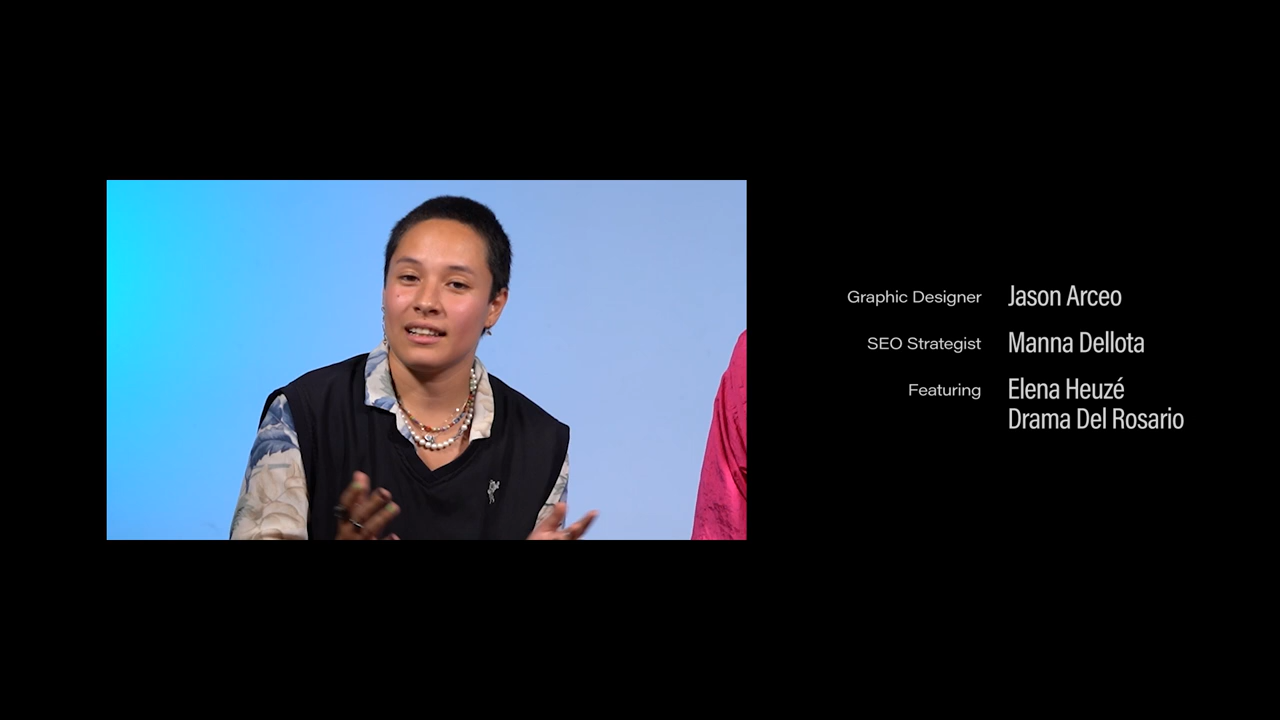 Graphic Designer Jason Arceo
SEO Strategist Manna Dellota
Featuring Elena Heuzé
Drama Del Rosario